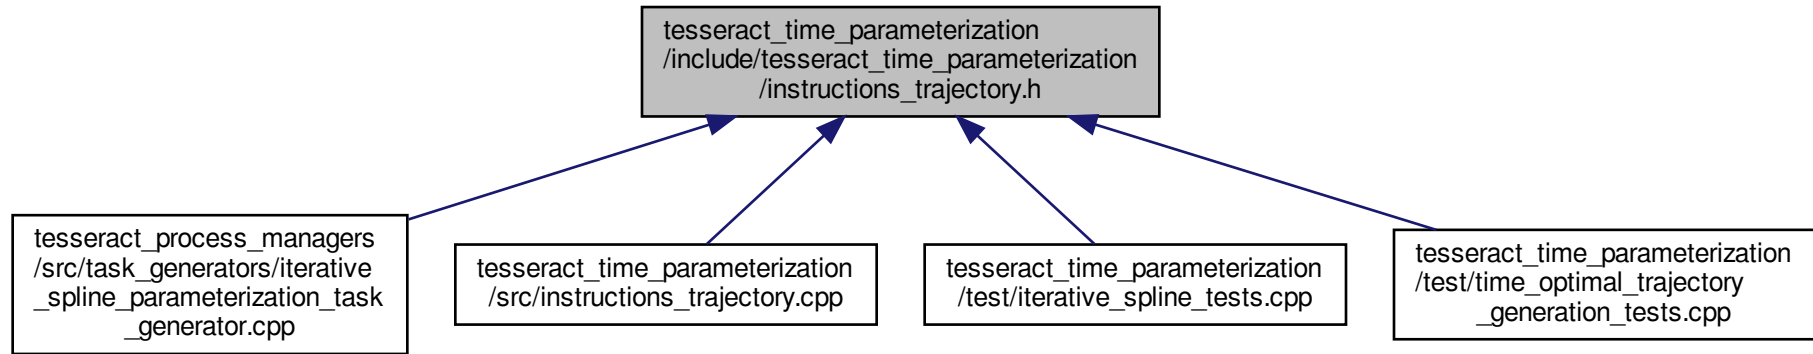 tesseract_time_parameterization
/include/tesseract_time_parameterization
/instructions_trajectory.h
tesseract_process_managers
/src/task_generators/iterative
_spline_parameterization_task
_generator.cpp
tesseract_time_parameterization
/src/instructions_trajectory.cpp
tesseract_time_parameterization
/test/iterative_spline_tests.cpp
tesseract_time_parameterization
/test/time_optimal_trajectory
_generation_tests.cpp